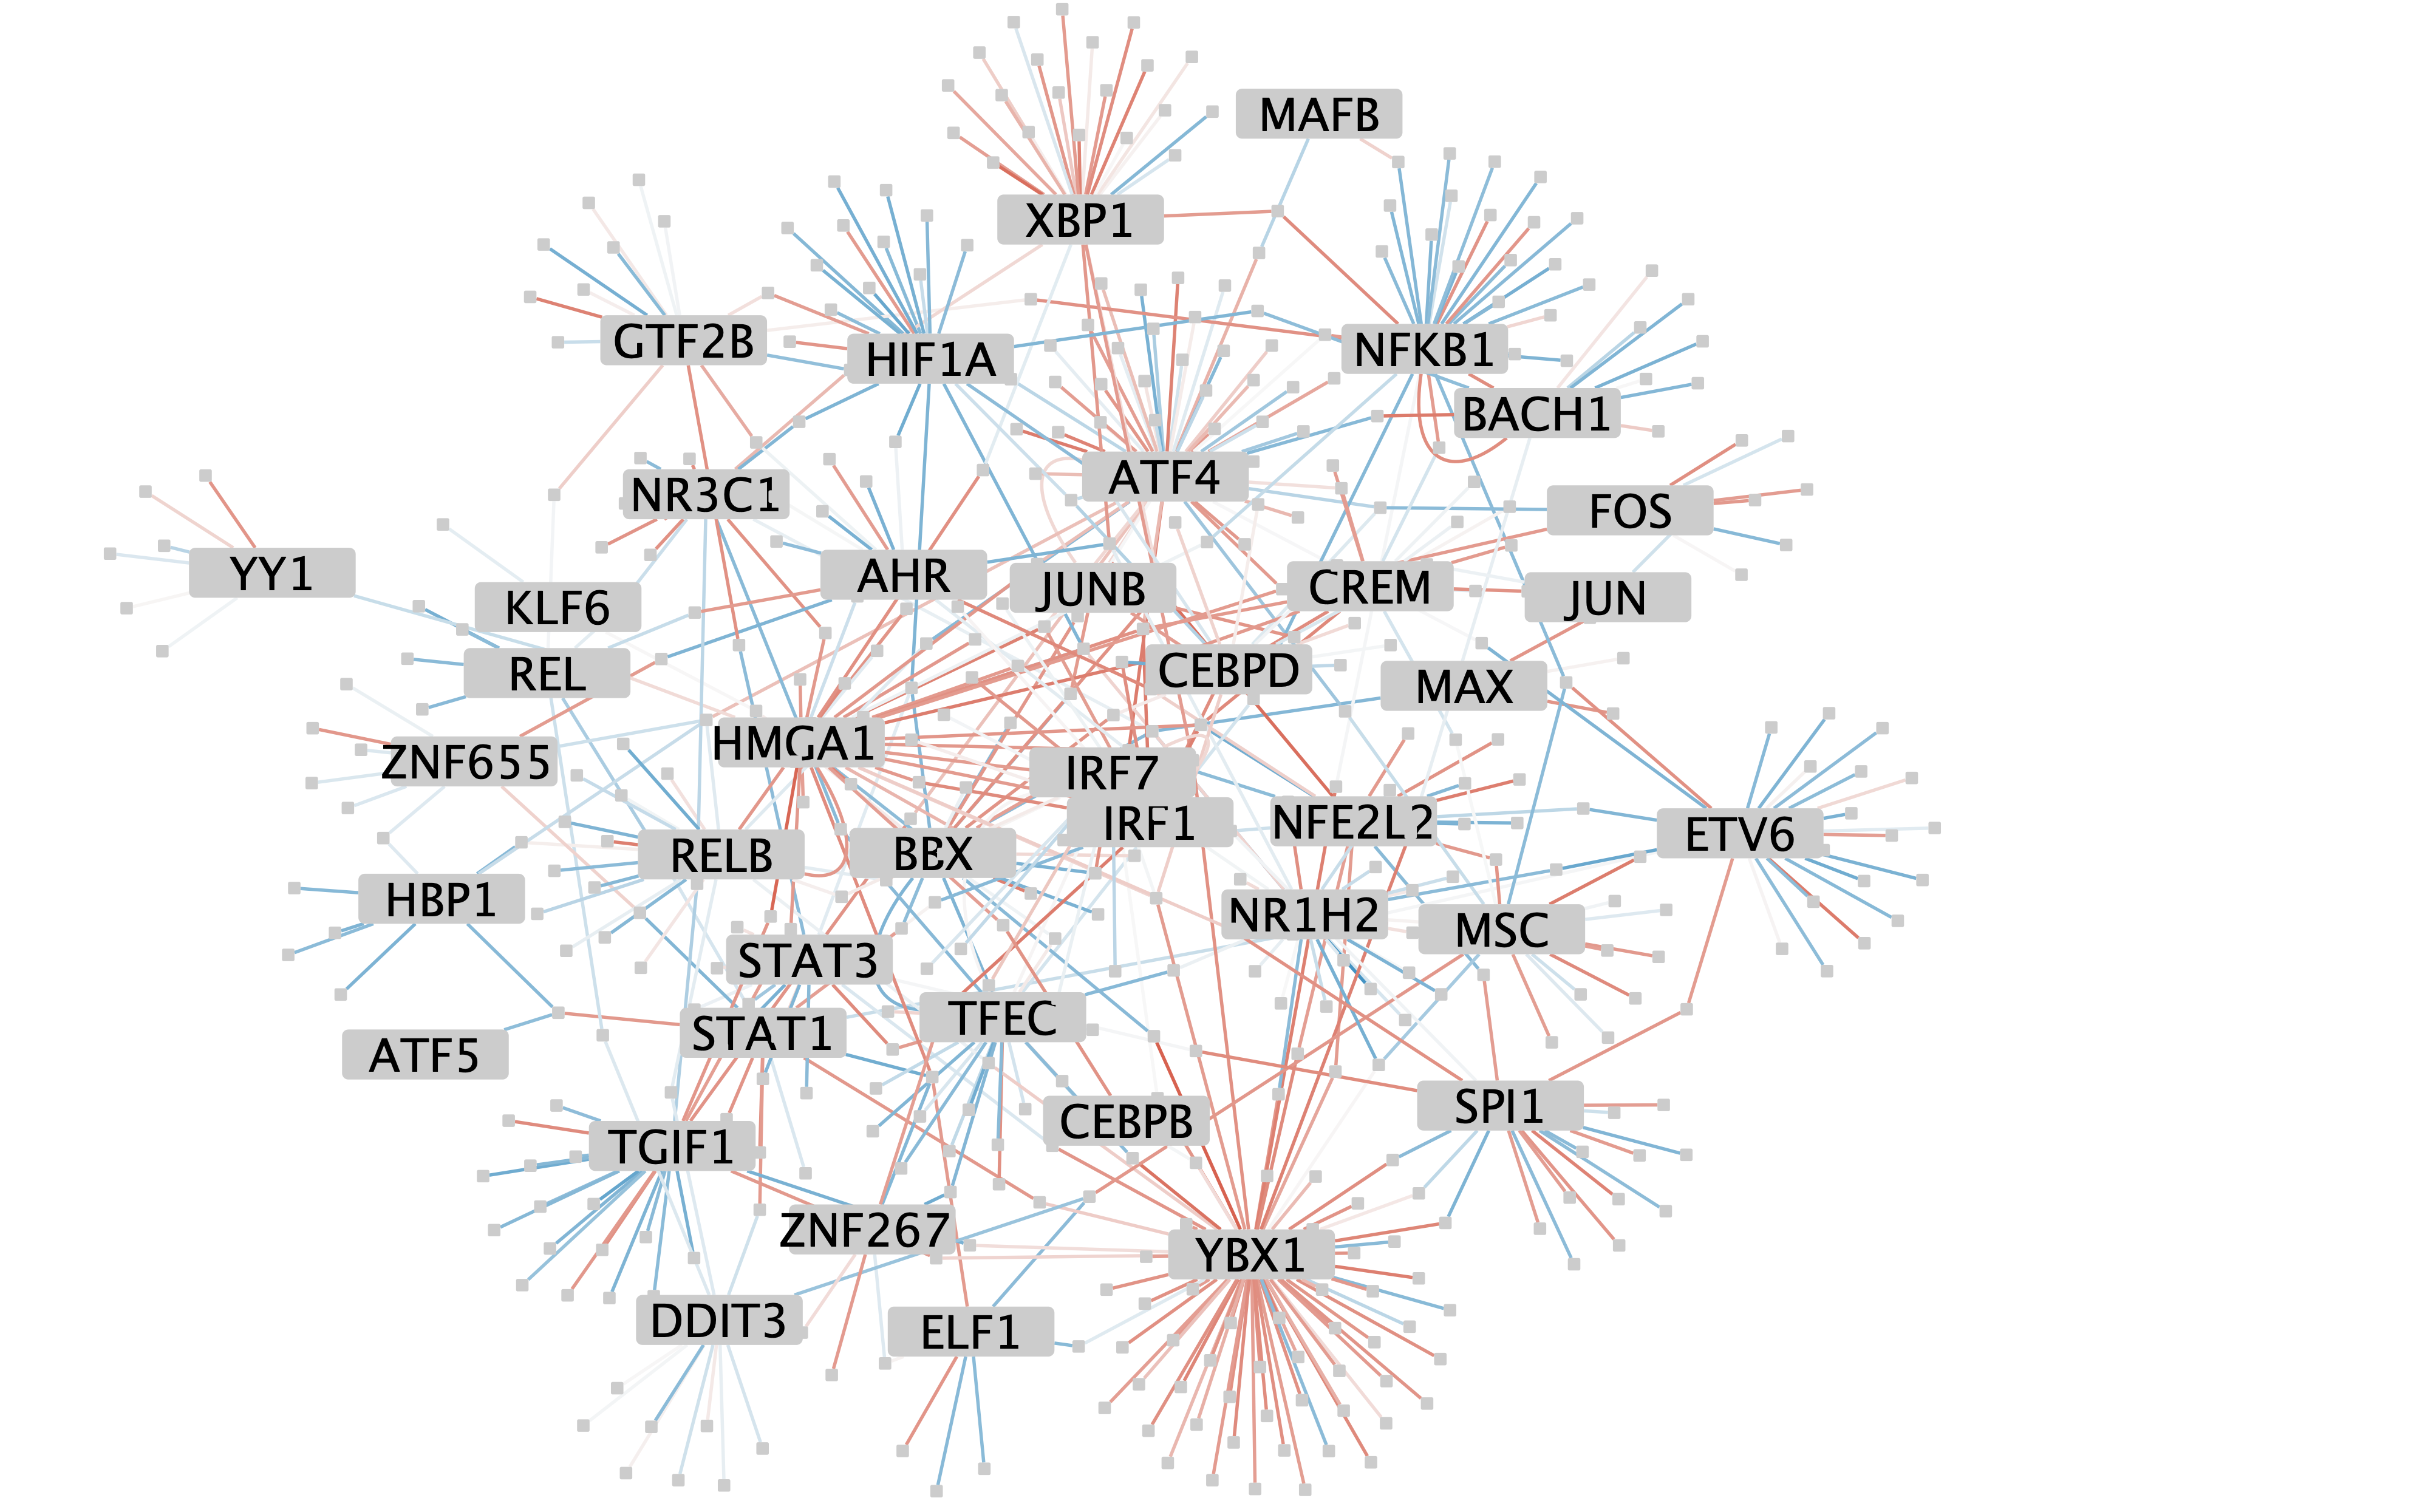 MAFB
XBP1
GTF2B
HIF1A
NFKB1
BACH1
ATF4
NR3C1
FOS
YY1
AHR
JUNB
CREM
JUN
KLF6
REL
CEBPD
MAX
HMGA1
ZNF655
IRF7
IRF1
NFE2L2
ETV6
RELB
BBX
HBP1
NR1H2
MSC
STAT3
TFEC
STAT1
ATF5
SPI1
CEBPB
TGIF1
ZNF267
YBX1
DDIT3
ELF1